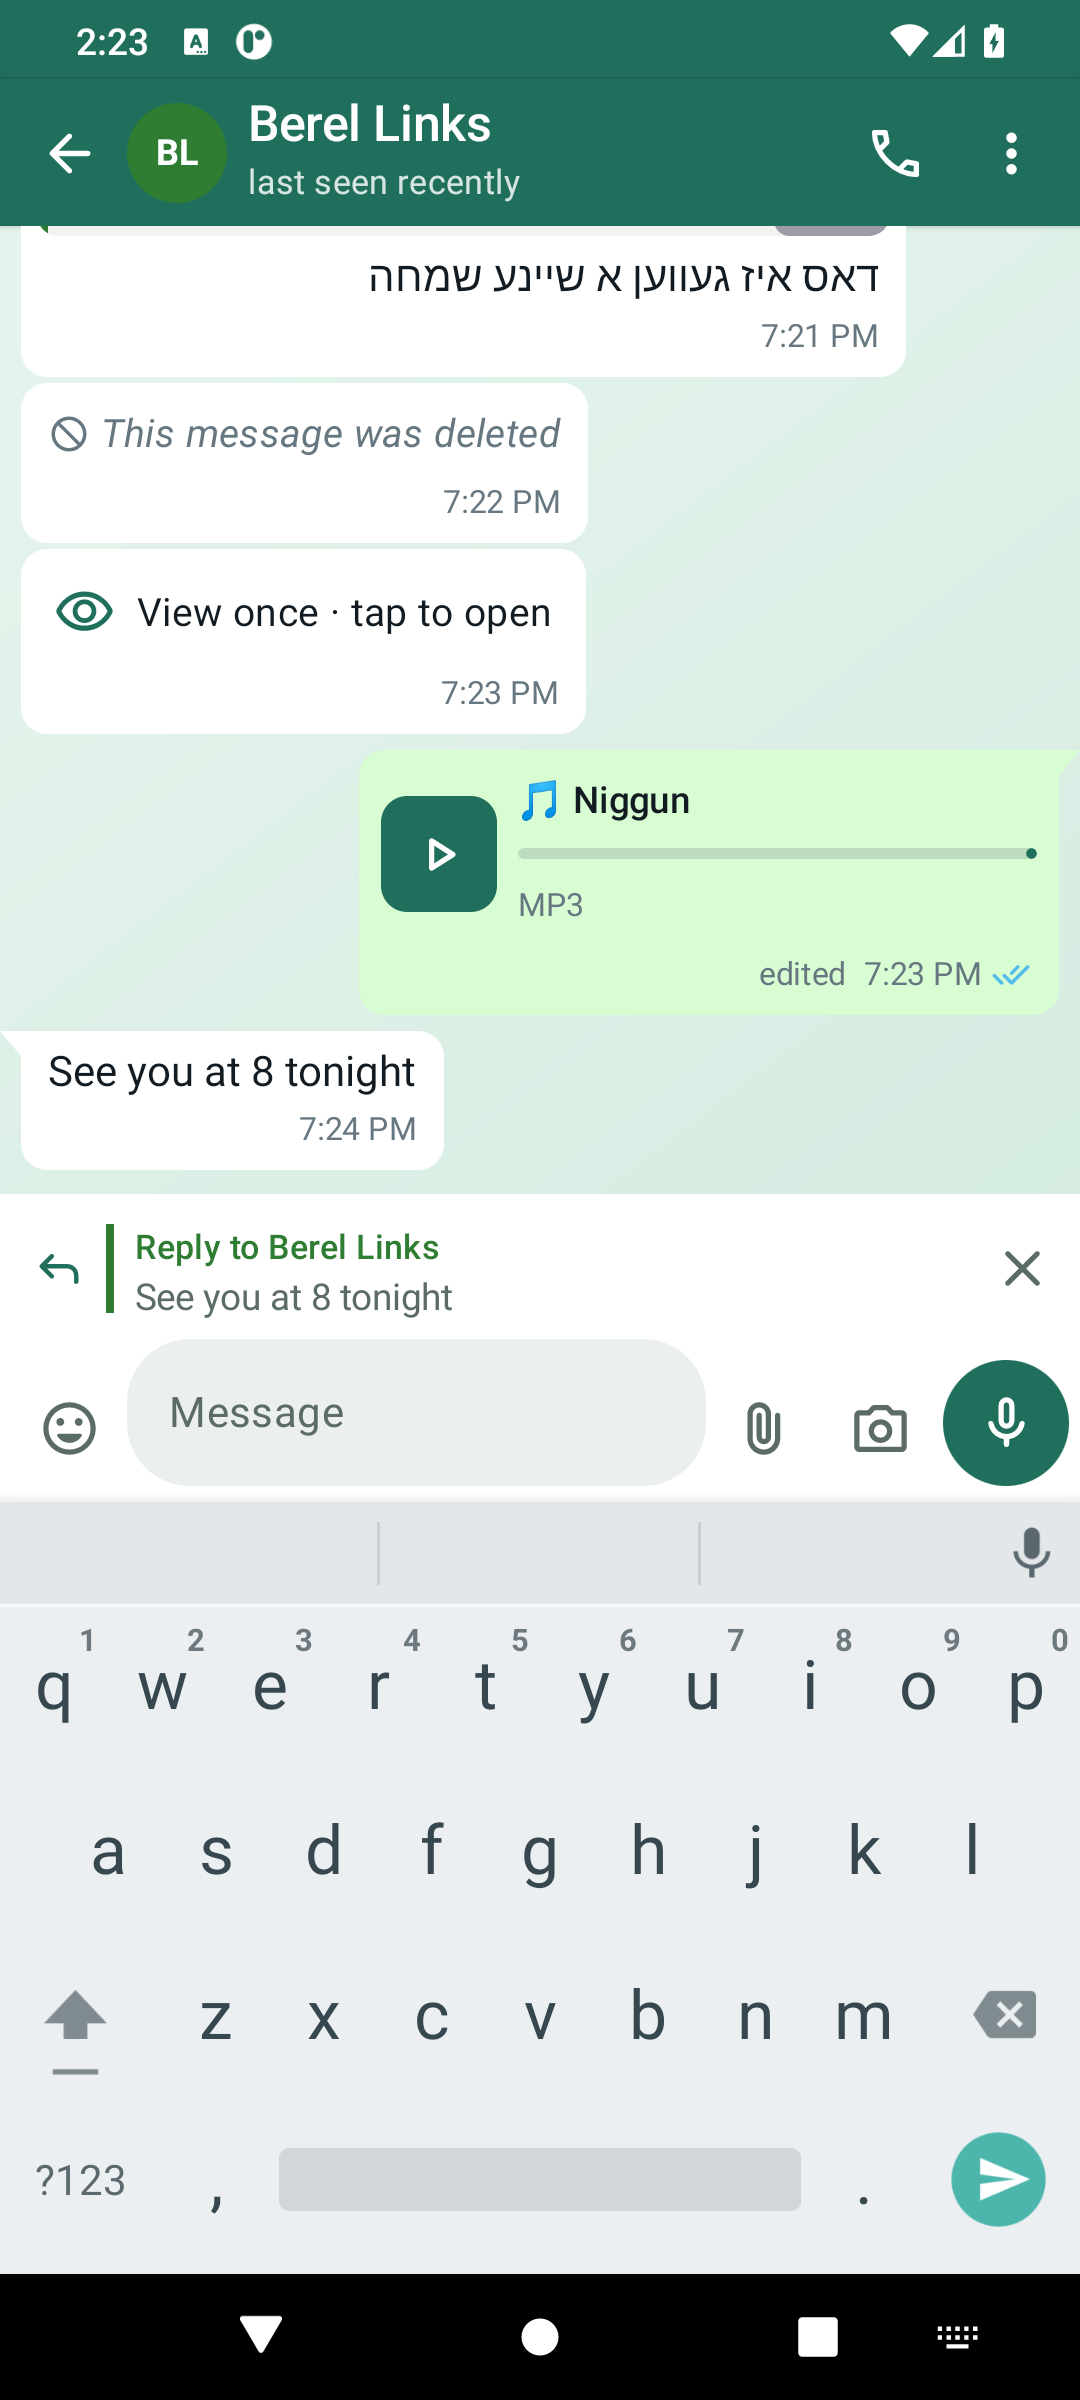 2:23
BL
Berel Links
last seen recently
דאס איז געווען א שיינע שמחה
7:21 PM
This message was deleted
7:22 PM
View once · tap to open
7:23 PM
🎵 Niggun
MP3
edited 7:23 PM
See you at 8 tonight
7:24 PM
Reply to Berel Links
See you at 8 tonight
Message
1 2 3 4 5 6 7 8 9 0
q w e r t y u i o p
a s d f g h j k l
z x c v b n m
?123 , .